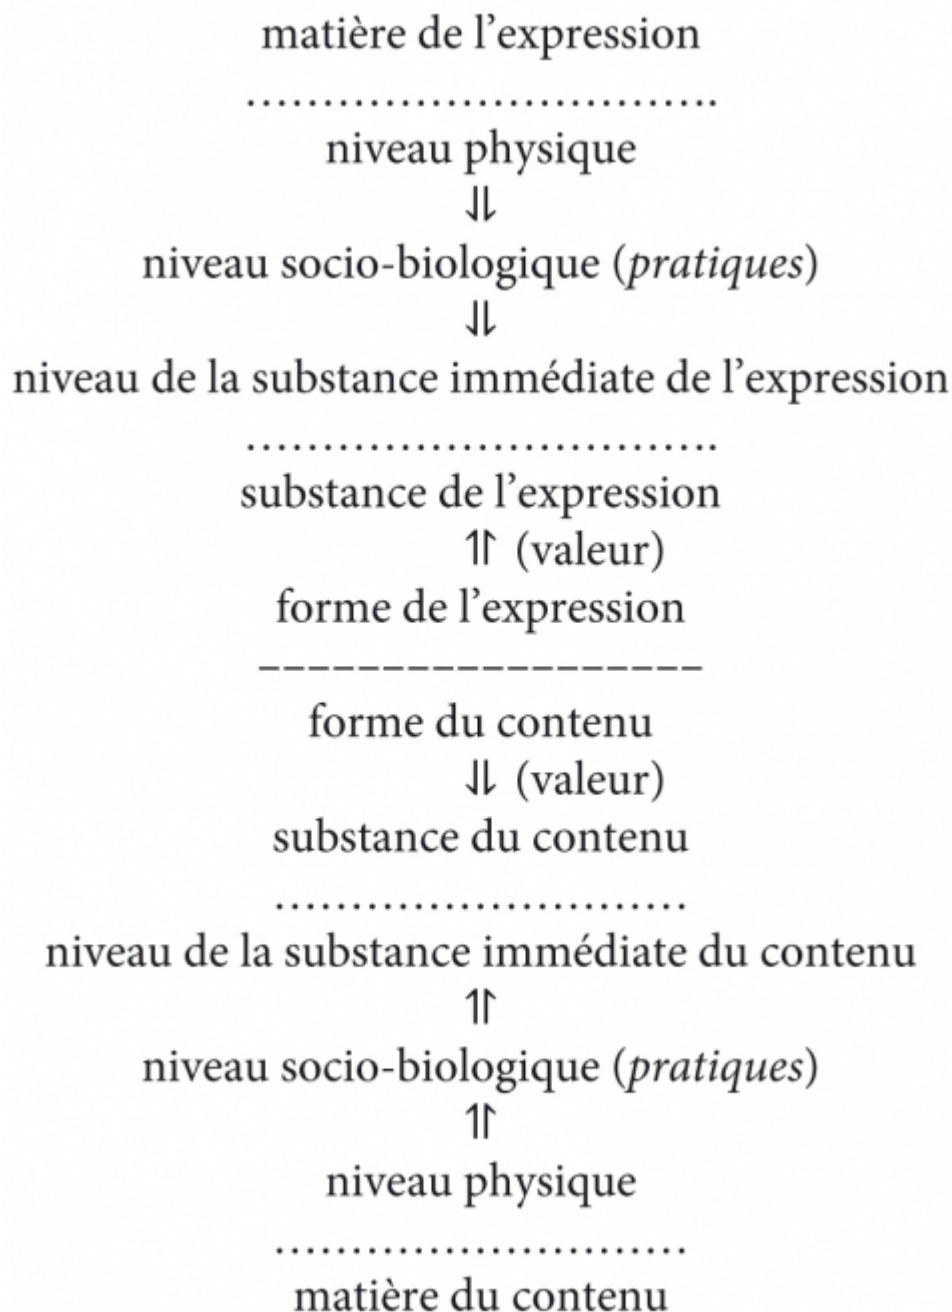 matière de l’expression
…………………………….
niveau physique
⥯
niveau socio-biologique (pratiques)
⥯
niveau de la substance immédiate de l’expression
…………………………….
substance de l’expression
⥮ (valeur)
forme de l’expression
––––––––––––––––––
forme du contenu
⥯ (valeur)
substance du contenu
………………………
niveau de la substance immédiate du contenu
⥮
niveau socio-biologique (pratiques)
⥮
niveau physique
………………………
matière du contenu